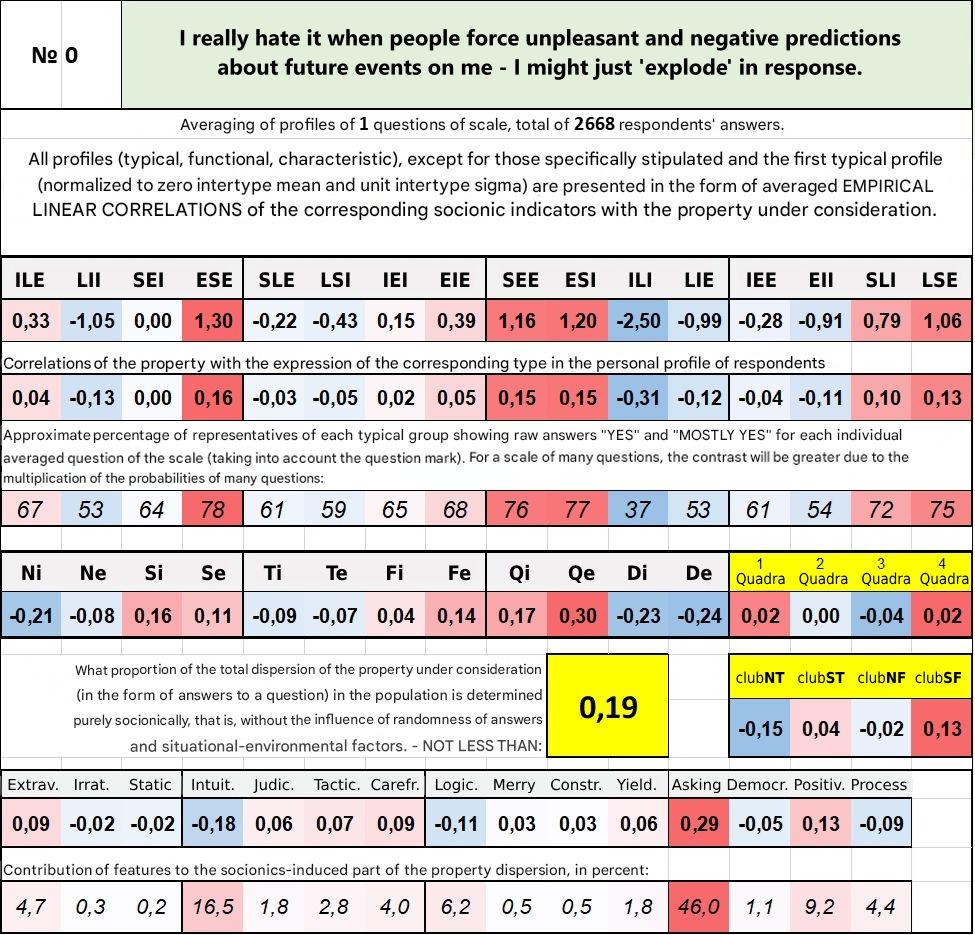 № 0
I really hate it when people force unpleasant and negative predictions
about future events on me - I might just 'explode' in response.
Averaging of profiles of 1 questions of scale, total of 2668 respondents' answers.
All profiles (typical, functional, characteristic), except for those specifically stipulated and the first typical profile
(normalized to zero intertype mean and unit intertype sigma) are presented in the form of averaged EMPIRICAL
LINEAR CORRELATIONS of the corresponding socionic indicators with the property under consideration.
ILE LII SEI ESE SLE LSI IEI EIE SEE ESI ILI LIE IEE EII SLI LSE
0,33 -1,05 0,00 1,30 -0,22 -0,43 0,15 0,39 1,16 1,20 -2,50 -0,99 -0,28 -0,91 0,79 1,06
Correlations of the property with the expression of the corresponding type in the personal profile of respondents
0,04 -0,13 0,00 0,16 -0,03 -0,05 0,02 0,05 0,15 0,15 -0,31 -0,12 -0,04 -0,11 0,10 0,13
Approximate percentage of representatives of each typical group showing raw answers "YES" and "MOSTLY YES" for each individual
averaged question of the scale (taking into account the question mark). For a scale of many questions, the contrast will be greater due to the
multiplication of the probabilities of many questions:
67 53 64 78 61 59 65 68 76 77 37 53 61 54 72 75
Ni Ne Si Se Ti Te Fi Fe Qi Qe Di De 1 Quadra 2 Quadra 3 Quadra 4 Quadra
-0,21 -0,08 0,16 0,11 -0,09 -0,07 0,04 0,14 0,17 0,30 -0,23 -0,24 0,02 0,00 -0,04 0,02
What proportion of the total dispersion of the property under consideration
(in the form of answers to a question) in the population is determined
purely socionically, that is, without the influence of randomness of answers
and situational-environmental factors. - NOT LESS THAN:
0,19
clubNT clubST clubNF clubSF
-0,15 0,04 -0,02 0,13
Extrav. Irrat. Static Intuit. Judic. Tactic. Carefr. Logic. Merry Constr. Yield. Asking Democr. Positiv. Process
0,09 -0,02 -0,02 -0,18 0,06 0,07 0,09 -0,11 0,03 0,03 0,06 0,29 -0,05 0,13 -0,09
Contribution of features to the socionics-induced part of the property dispersion, in percent:
4,7 0,3 0,2 16,5 1,8 2,8 4,0 6,2 0,5 0,5 1,8 46,0 1,1 9,2 4,4